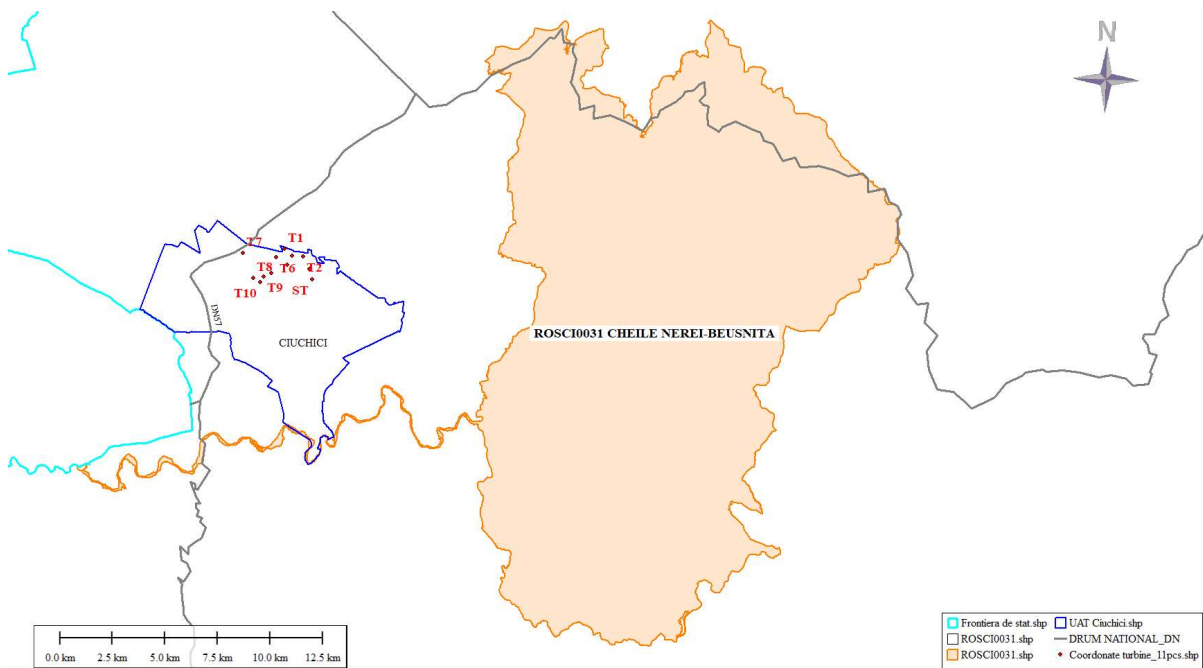 N
T7
T1
T8
T6
T2
T10
T9
ST
DN57
CIUCHICI
ROSCI0031 CHEILE NEREI-BEUSNITA
0.0 km 2.5 km 5.0 km 7.5 km 10.0 km 12.5 km
Frontiera de stat.shp UAT Ciuchici.shp
ROSCI0031.shp DRUM NATIONAL_DN
ROSCI0031.shp Coordonate turbine_11pcs.shp